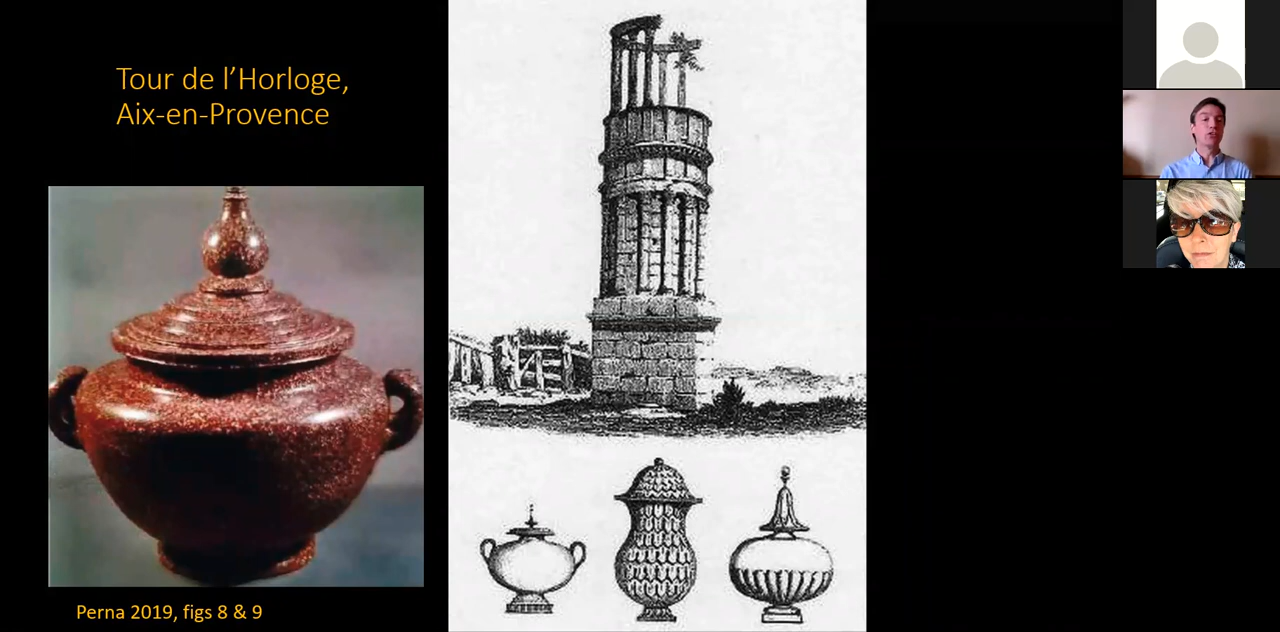 Tour de l’Horloge,
Aix-en-Provence
Perna 2019, figs 8 & 9